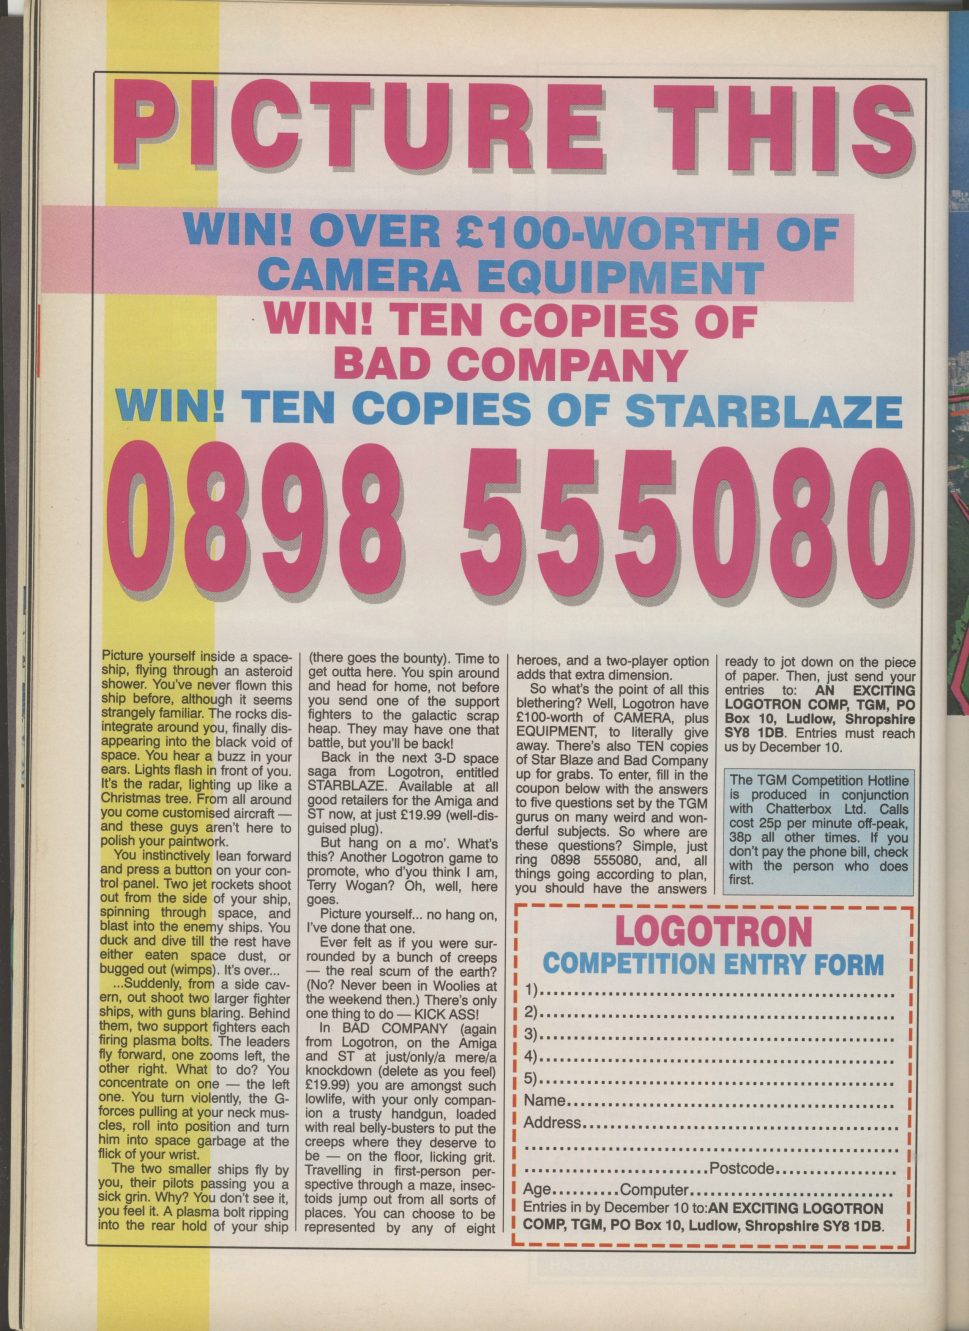 PICTURE THIS
WIN! OVER £100-WORTH OF
CAMERA EQUIPMENT
WIN! TEN COPIES OF
BAD COMPANY
WIN! TEN COPIES OF STARBLAZE
0898 555080
Picture yourself inside a space-
ship, flying through an asteroid
shower. You've never flown this
ship before, although it seems
strangely familiar. The rocks dis-
integrate around you, finally dis-
appearing into the black void of
space. You hear a buzz in your
ears. Lights flash in front of you.
It's the radar, lighting up like a
Christmas tree. From all around
you come customised aircraft —
and these guys aren't here to
polish your paintwork.
You instinctively lean forward
and press a button on your con-
trol panel. Two jet rockets shoot
out from the side of your ship,
spinning through space, and
blast into the enemy ships. You
duck and dive till the rest have
either eaten space dust, or
bugged out (wimps). It's over...
...Suddenly, from a side cav-
ern, out shoot two larger fighter
ships, with guns blaring. Behind
them, two support fighters each
firing plasma bolts. The leaders
fly forward, one zooms left, the
other right. What to do? You
concentrate on one — the left
one. You turn violently, the G-
forces pulling at your neck mus-
cles, roll into position and turn
him into space garbage at the
flick of your wrist.
The two smaller ships fly by
you, their pilots passing you a
sick grin. Why? You don't see it,
you feel it. A plasma bolt ripping
into the rear hold of your ship
(there goes the bounty). Time to
get outta here. You spin around
and head for home, not before
you send one of the support
fighters to the galactic scrap
heap. They may have one that
battle, but you'll be back!
Back in the next 3-D space
saga from Logotron, entitled
STARBLAZE. Available at all
good retailers for the Amiga and
ST now, at just £19.99 (well-dis-
guised plug).
But hang on a mo'. What's
this? Another Logotron game to
promote, who d'you think I am,
Terry Wogan? Oh, well, here
goes.
Picture yourself... no hang on,
I've done that one.
Ever felt as if you were sur-
rounded by a bunch of creeps
— the real scum of the earth?
(No? Never been in Woolies at
the weekend then.) There's only
one thing to do — KICK ASS!
In BAD COMPANY (again
from Logotron, on the Amiga
and ST at just/only/a mere/a
knockdown (delete as you feel)
£19.99) you are amongst such
lowlife, with your only compan-
ion a trusty handgun, loaded
with real belly-busters to put the
creeps where they deserve to
be — on the floor, licking grit.
Travelling in first-person per-
spective through a maze, insec-
toids jump out from all sorts of
places. You can choose to be
represented by any of eight
heroes, and a two-player option
adds that extra dimension.
So what's the point of all this
blethering? Well, Logotron have
£100-worth of CAMERA, plus
EQUIPMENT, to literally give
away. There's also TEN copies
of Star Blaze and Bad Company
up for grabs. To enter, fill in the
coupon below with the answers
to five questions set by the TGM
gurus on many weird and won-
derful subjects. So where are
these questions? Simple, just
ring 0898 555080, and, all
things going according to plan,
you should have the answers
ready to jot down on the piece
of paper. Then, just send your
entries to: AN EXCITING
LOGOTRON COMP, TGM, PO
Box 10, Ludlow, Shropshire
SY8 1DB. Entries must reach
us by December 10.
The TGM Competition Hotline
is produced in conjunction
with Chatterbox Ltd. Calls
cost 25p per minute off-peak,
38p all other times. If you
don't pay the phone bill, check
with the person who does
first.
LOGOTRON
COMPETITION ENTRY FORM
1)..................................................
2)..................................................
3)..................................................
4)..................................................
5)..................................................
Name..............................................
Address...........................................
......................................................
..........................Postcode.................
Age..........Computer.............................
Entries in by December 10 to:AN EXCITING LOGOTRON
COMP, TGM, PO Box 10, Ludlow, Shropshire SY8 1DB.